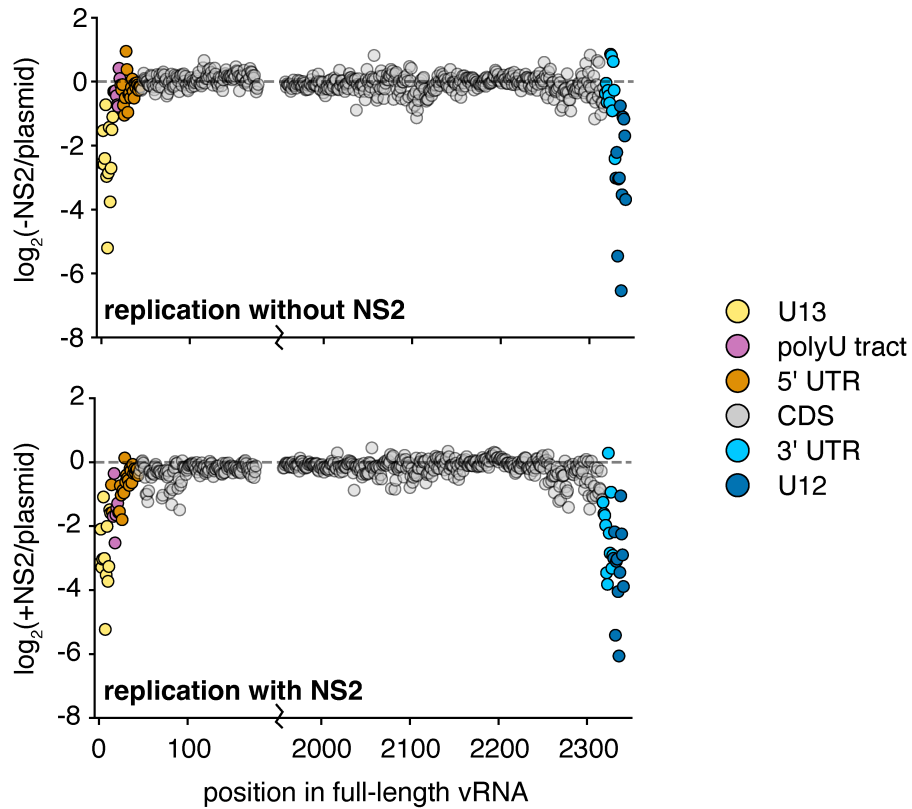 2
0
-2
-4
-6
-8
log2(-NS2/plasmid)
replication without NS2
2
0
-2
-4
-6
-8
log2(+NS2/plasmid)
replication with NS2
0 100 2000 2100 2200 2300
position in full-length vRNA
U13
polyU tract
5' UTR
CDS
3' UTR
U12